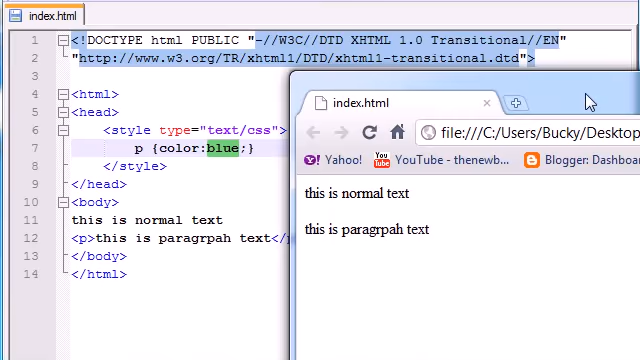 index.html
1 <!DOCTYPE html PUBLIC "-//W3C//DTD XHTML 1.0 Transitional//EN"
2 "http://www.w3.org/TR/xhtml1/DTD/xhtml1-transitional.dtd">
3
4 <html>
5 <head>
6 <style type="text/css">
7 p {color:blue;}
8 </style>
9 </head>
10 <body>
11 this is normal text
12 <p>this is paragrpah text</p
13 </body>
14 </html>
index.html
file:///C:/Users/Bucky/Desktop
Yahoo! YouTube - thenewb... Blogger: Dashboa
this is normal text
this is paragrpah text